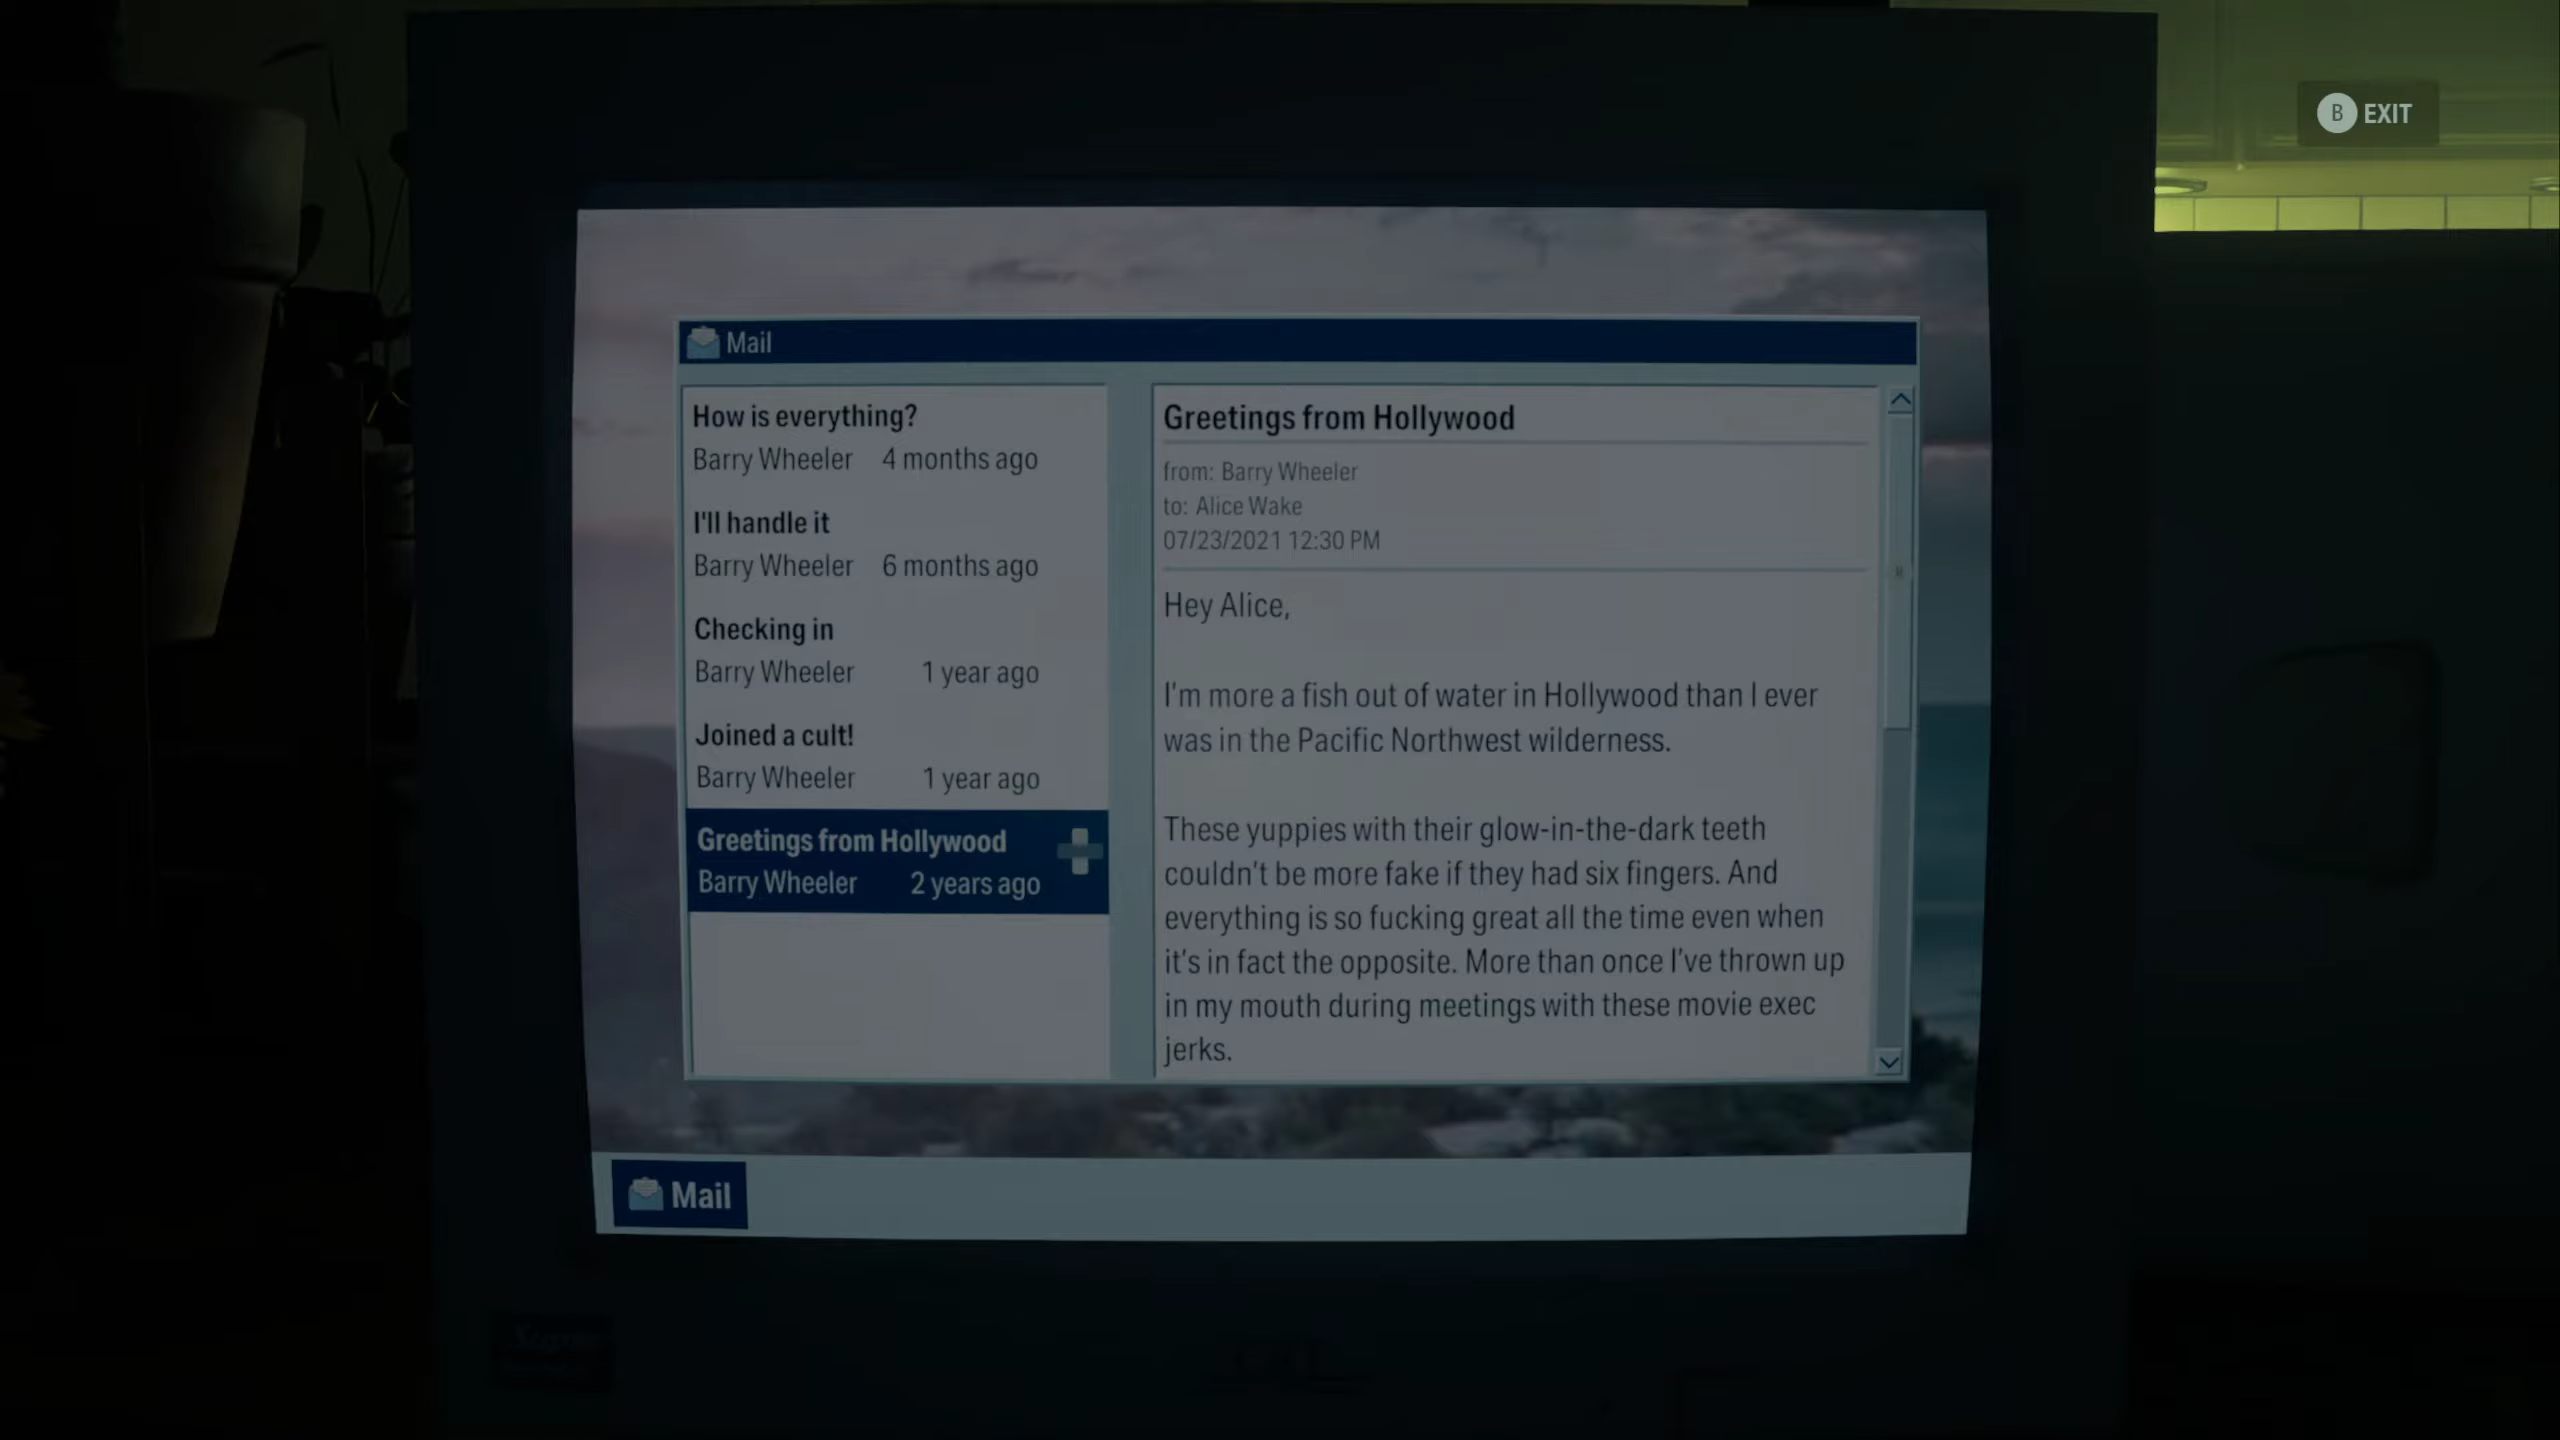 B EXIT
Mail
How is everything?
Barry Wheeler 4 months ago
I'll handle it
Barry Wheeler 6 months ago
Checking in
Barry Wheeler 1 year ago
Joined a cult!
Barry Wheeler 1 year ago
Greetings from Hollywood
Barry Wheeler 2 years ago
Greetings from Hollywood
from: Barry Wheeler
to: Alice Wake
07/23/2021 12:30 PM
Hey Alice,
I'm more a fish out of water in Hollywood than I ever
was in the Pacific Northwest wilderness.
These yuppies with their glow-in-the-dark teeth
couldn't be more fake if they had six fingers. And
everything is so fucking great all the time even when
it's in fact the opposite. More than once I've thrown up
in my mouth during meetings with these movie exec
jerks.
Mail